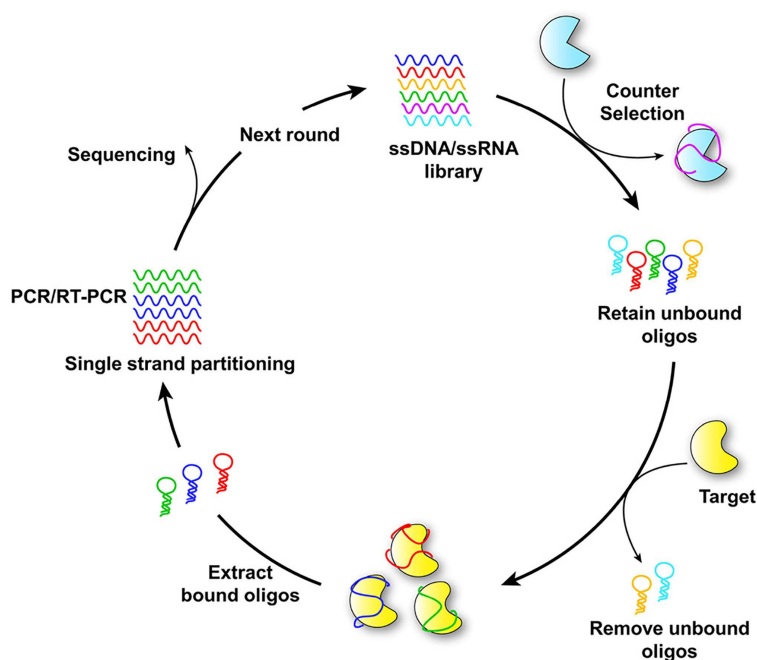 ssDNA/ssRNA
library
Counter
Selection
Retain unbound
oligos
Target
Remove unbound
oligos
Extract
bound oligos
Single strand partitioning
PCR/RT-PCR
Sequencing
Next round